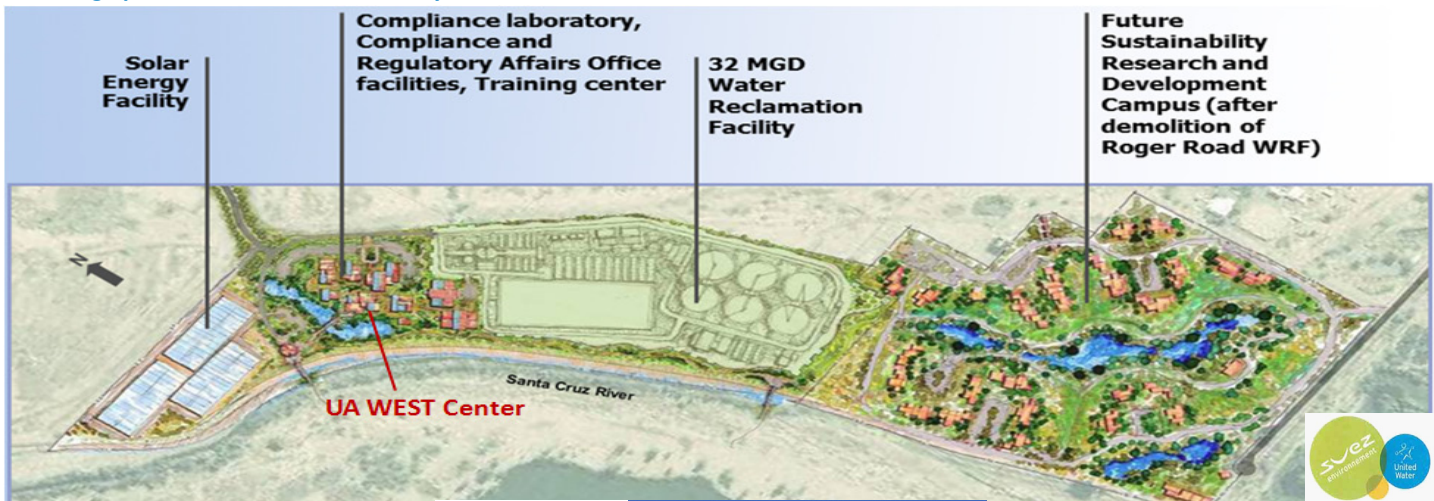 Solar
Energy
Facility
Compliance laboratory,
Compliance and
Regulatory Affairs Office
facilities, Training center
32 MGD
Water
Reclamation
Facility
Future
Sustainability
Research and
Development
Campus (after
demolition of
Roger Road WRF)
N
Santa Cruz River
UA WEST Center
suez
environnement
United
Water